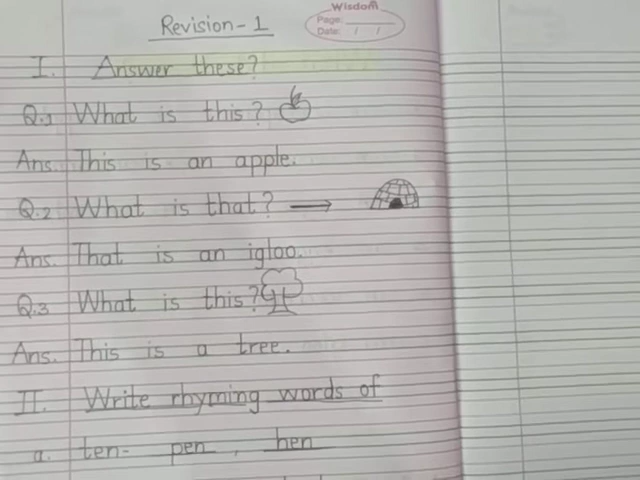 Wisdom
Page:
Date: / /
Revision-1
I. Answer these?
Q.1 What is this?
Ans. This is an apple.
Q.2 What is that? →
Ans. That is an igloo.
Q.3 What is this?
Ans. This is a tree.
II. Write rhyming words of
a. ten- pen, hen